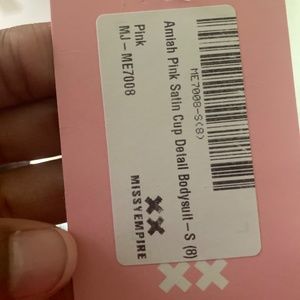 ME7008-S(8)
Amiah Pink Satin Cup Detail Bodysuit-S (8)
Pink
MJ-ME7008
MISSYEMPIRE